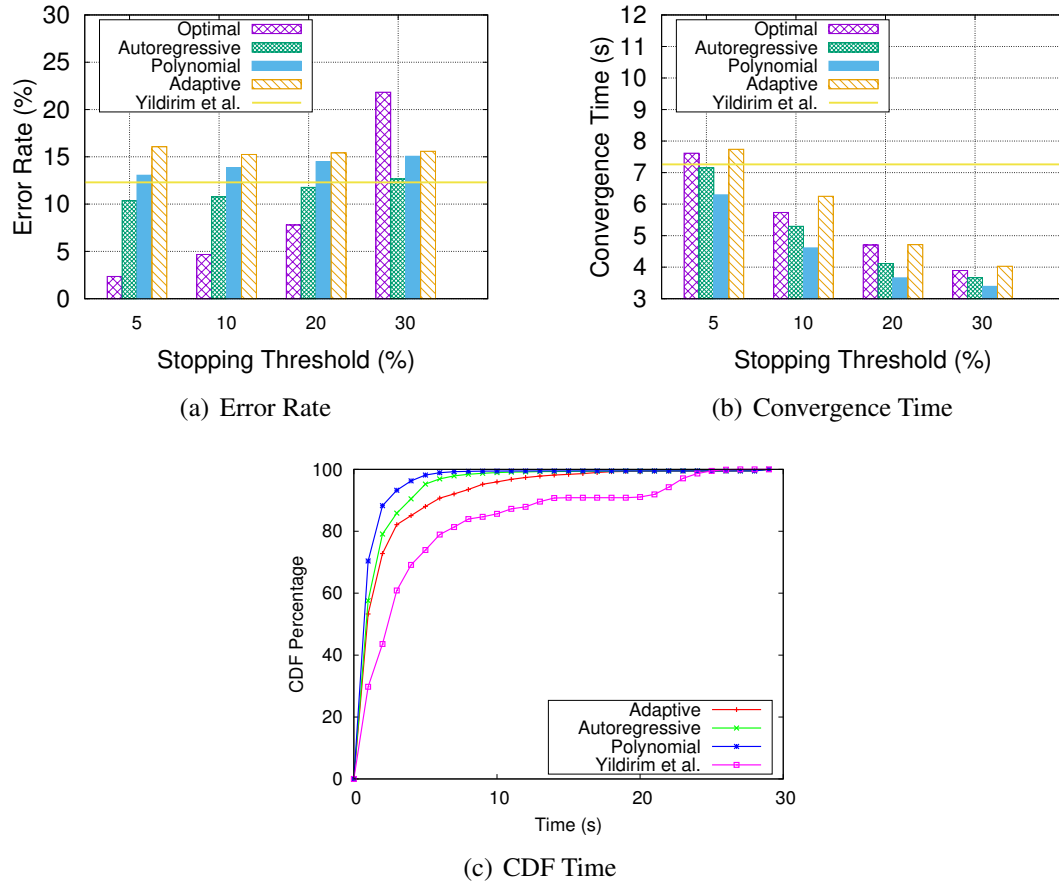 30
25
20
15
10
5
0
Error Rate (%)
Optimal
Autoregressive
Polynomial
Adaptive
Yildirim et al.
5 10 20 30
Stopping Threshold (%)
(a) Error Rate
12
11
10
9
8
7
6
5
4
3
Convergence Time (s)
Optimal
Autoregressive
Polynomial
Adaptive
Yildirim et al.
5 10 20 30
Stopping Threshold (%)
(b) Convergence Time
100
80
60
40
20
0
CDF Percentage
Adaptive
Autoregressive
Polynomial
Yildirim et al.
0 10 20 30
Time (s)
(c) CDF Time